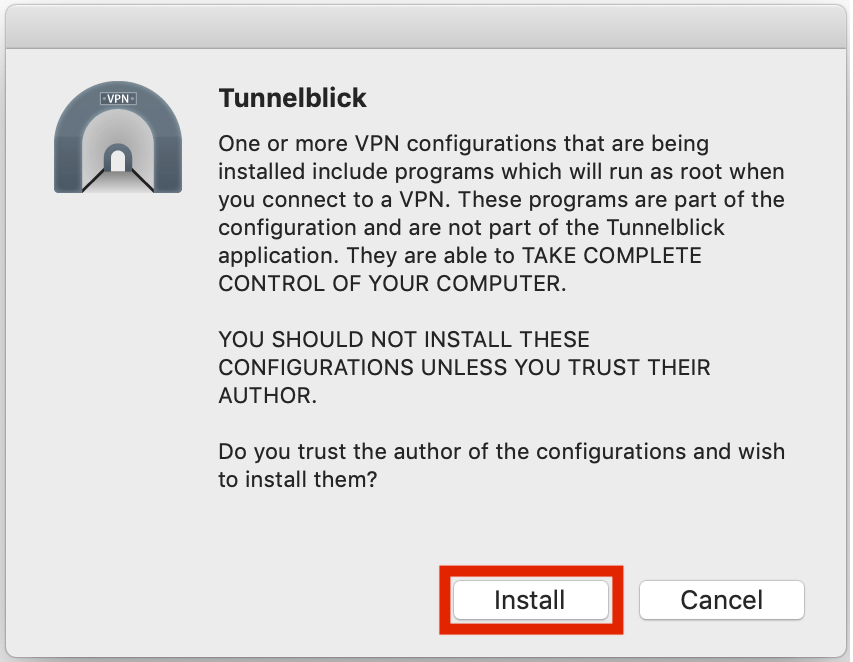 VPN
Tunnelblick
One or more VPN configurations that are being
installed include programs which will run as root when
you connect to a VPN. These programs are part of the
configuration and are not part of the Tunnelblick
application. They are able to TAKE COMPLETE
CONTROL OF YOUR COMPUTER.
YOU SHOULD NOT INSTALL THESE
CONFIGURATIONS UNLESS YOU TRUST THEIR
AUTHOR.
Do you trust the author of the configurations and wish
to install them?
Install
Cancel